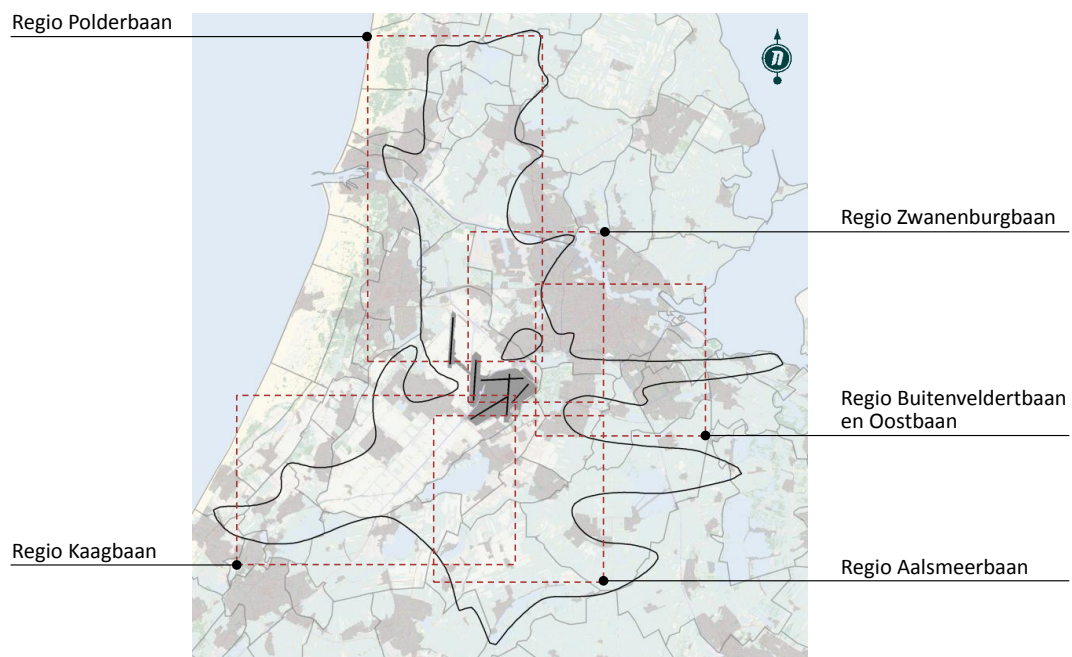 Regio Polderbaan
n
Regio Zwanenburgbaan
Regio Buitenveldertbaan
en Oostbaan
Regio Kaagbaan
Regio Aalsmeerbaan